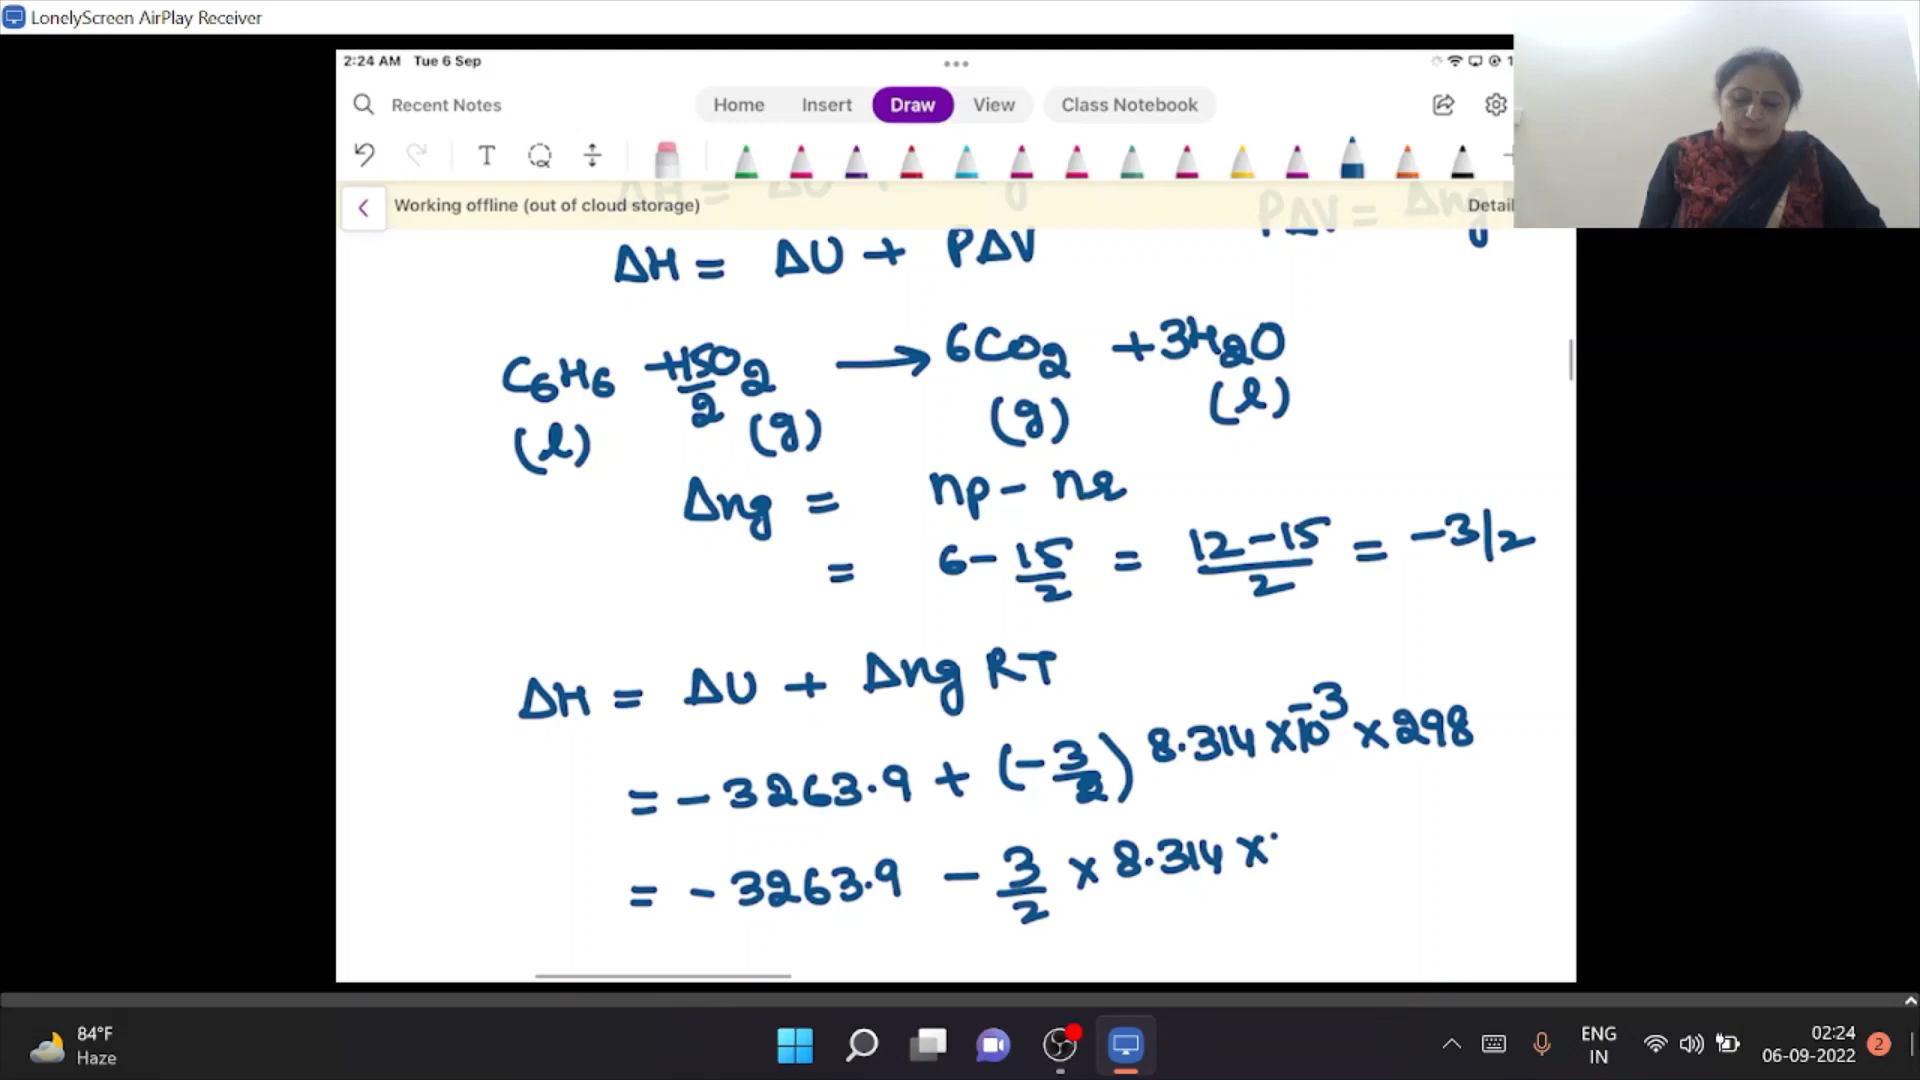 LonelyScreen AirPlay Receiver
2:24 AM Tue 6 Sep
Recent Notes Home Insert Draw View Class Notebook
T
Working offline (out of cloud storage) Detail
ΔH = ΔU + PΔV
C6H6 + 15/2 O2 → 6CO2 + 3H2O
(l) (g) (g) (l)
Δng = np - nr
= 6 - 15/2 = 12-15/2 = -3/2
ΔH = ΔU + Δng RT
= -3263.9 + (-3/2) 8.314 x 10^-3 x 298
= -3263.9 - 3/2 x 8.314 x
84°F
Haze
ENG
IN
02:24
06-09-2022
2